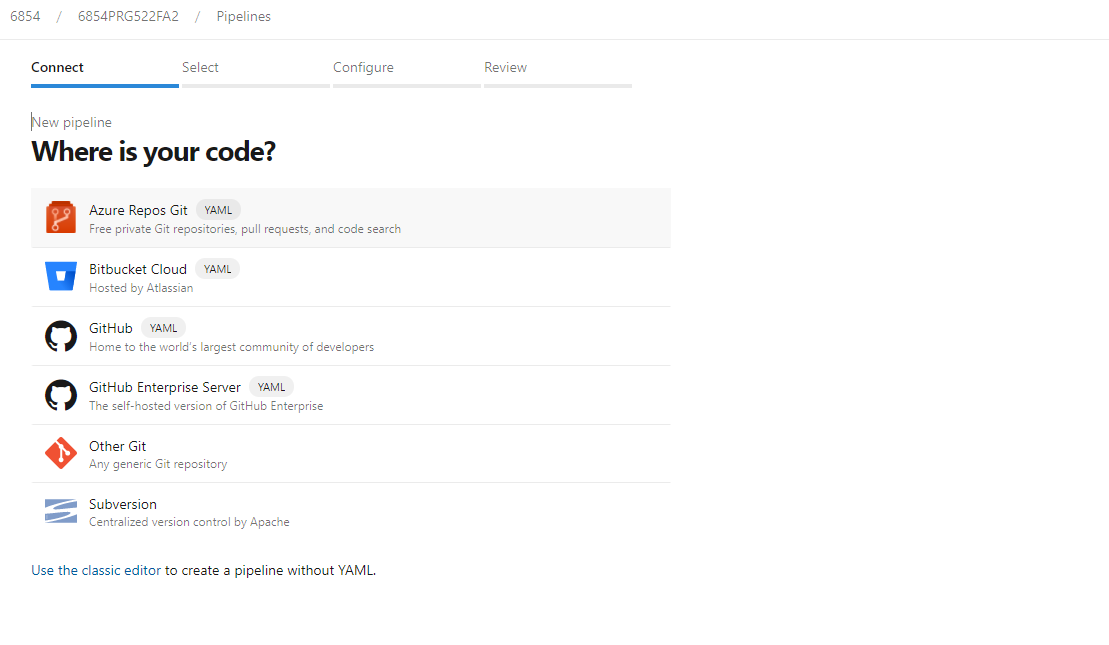 6854 / 6854PRG522FA2 / Pipelines
Connect Select Configure Review
New pipeline
Where is your code?
Azure Repos Git YAML
Free private Git repositories, pull requests, and code search
Bitbucket Cloud YAML
Hosted by Atlassian
GitHub YAML
Home to the world's largest community of developers
GitHub Enterprise Server YAML
The self-hosted version of GitHub Enterprise
Other Git
Any generic Git repository
Subversion
Centralized version control by Apache
Use the classic editor to create a pipeline without YAML.